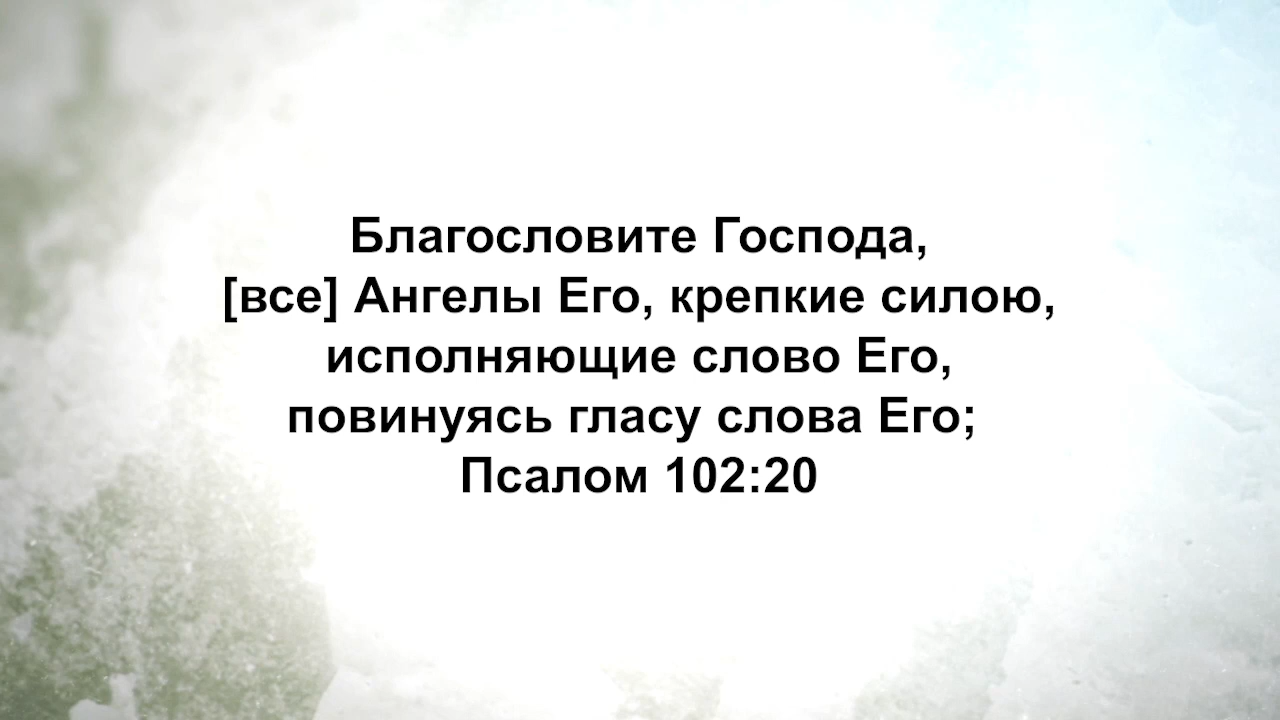 Благословите Господа,
[все] Ангелы Его, крепкие силою,
исполняющие слово Его,
повинуясь гласу слова Его;
Псалом 102:20